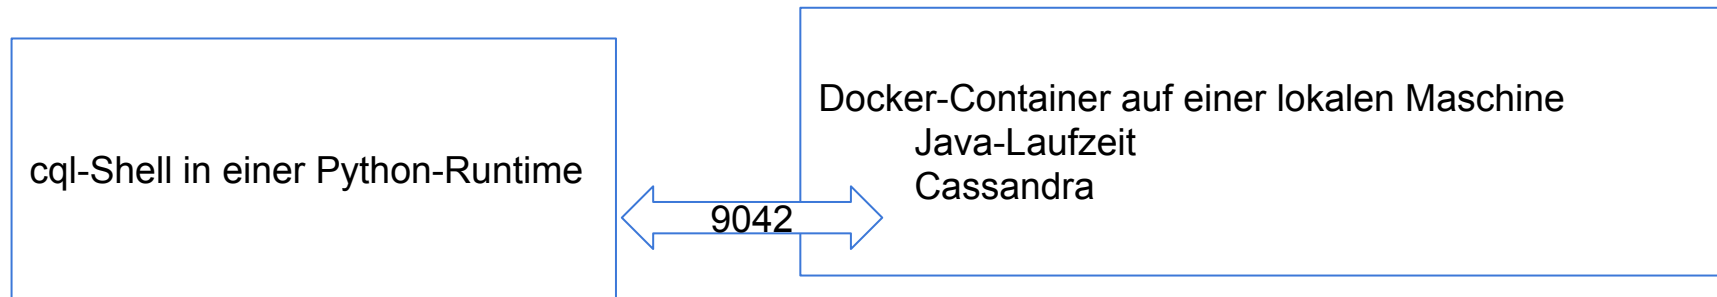 cql-Shell in einer Python-Runtime
9042
Docker-Container auf einer lokalen Maschine
Java-Laufzeit
Cassandra